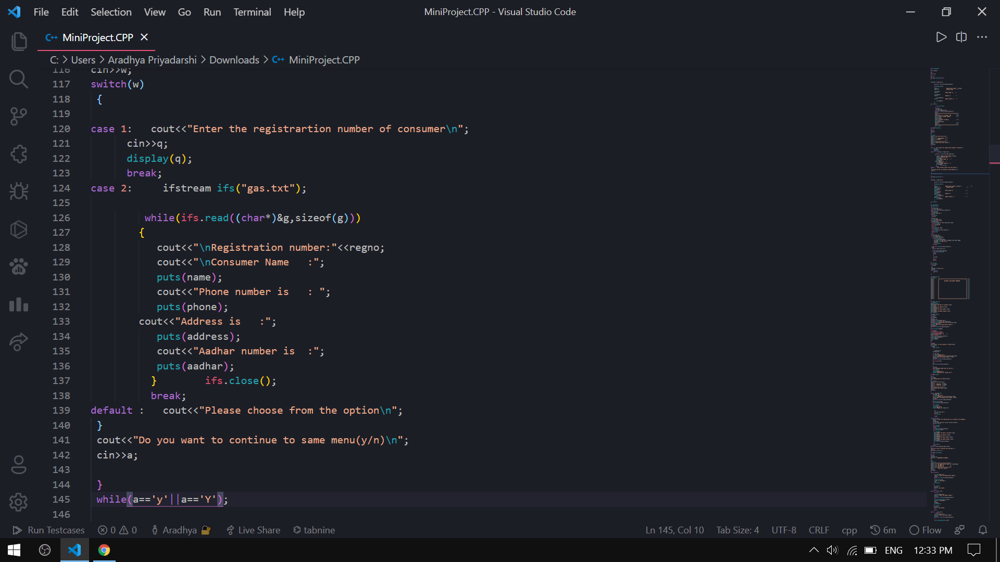 File Edit Selection View Go Run Terminal Help MiniProject.CPP - Visual Studio Code
C++ MiniProject.CPP
C: > Users > Aradhya Priyadarshi > Downloads > C++ MiniProject.CPP
116 cin>>w;
117 switch(w)
118 {
119
120 case 1: cout<<"Enter the registrartion number of consumer\n";
121 cin>>q;
122 display(q);
123 break;
124 case 2: ifstream ifs("gas.txt");
125
126 while(ifs.read((char*)&g,sizeof(g)))
127 {
128 cout<<"\nRegistration number:"<<regno;
129 cout<<"\nConsumer Name   :";
130 puts(name);
131 cout<<"Phone number is   : ";
132 puts(phone);
133 cout<<"Address is   :";
134 puts(address);
135 cout<<"Aadhar number is  :";
136 puts(aadhar);
137 } ifs.close();
138 break;
139 default : cout<<"Please choose from the option\n";
140 }
141 cout<<"Do you want to continue to same menu(y/n)\n";
142 cin>>a;
143
144 }
145 while(a=='y'||a=='Y');
146
Run Testcases 0 0 Aradhya Live Share tabnine Ln 145, Col 10 Tab Size: 4 UTF-8 CRLF cpp 6m Flow
ENG 12:33 PM